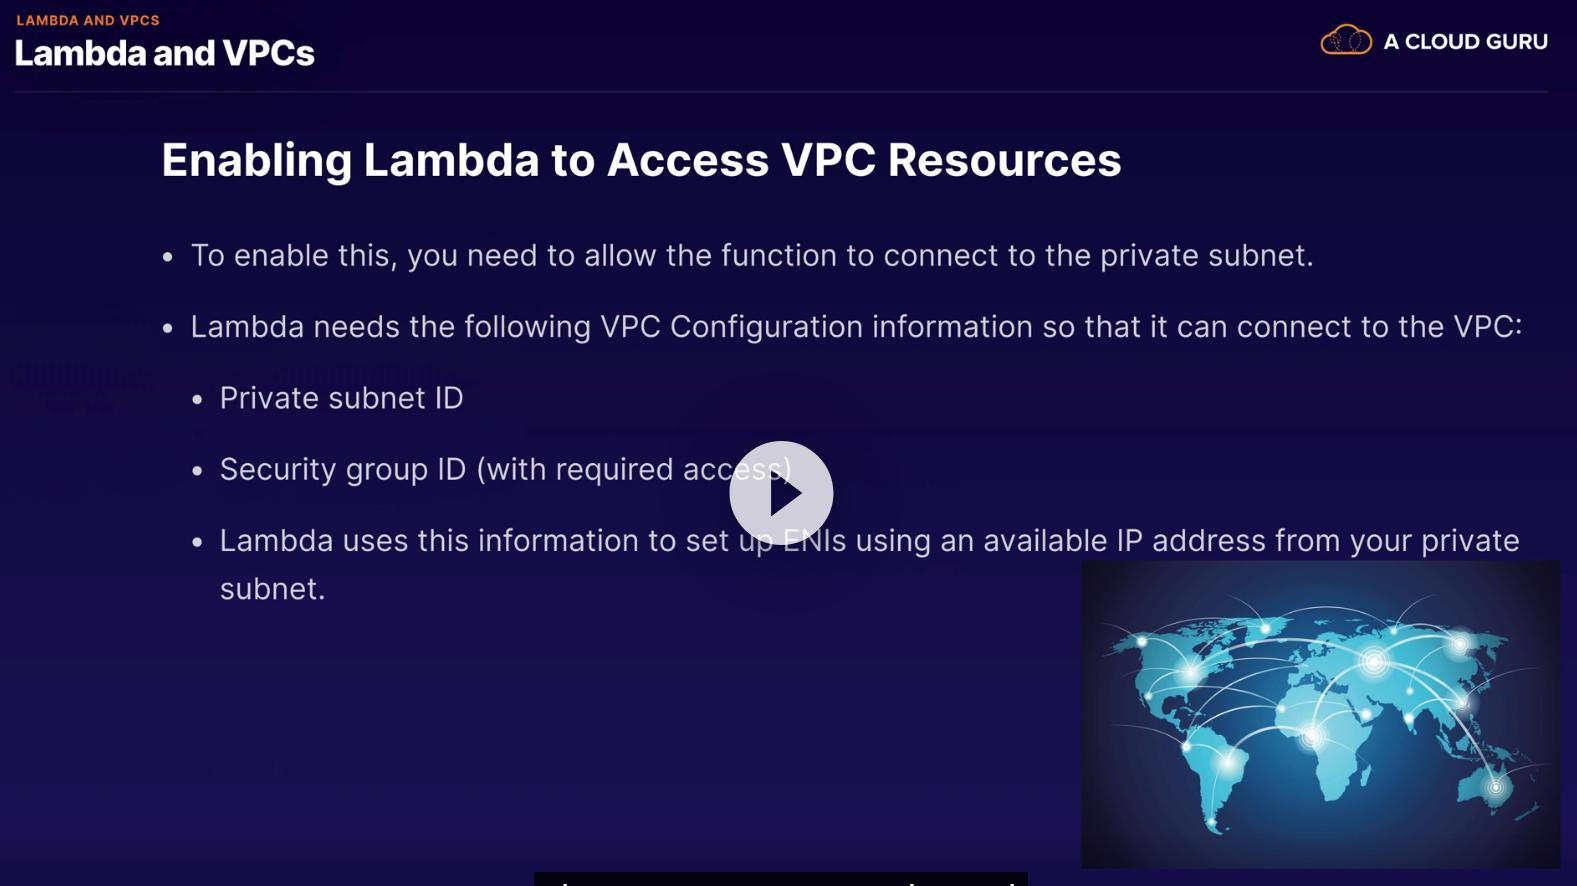 LAMBDA AND VPCS
Lambda and VPCs
A CLOUD GURU
Enabling Lambda to Access VPC Resources
• To enable this, you need to allow the function to connect to the private subnet.
• Lambda needs the following VPC Configuration information so that it can connect to the VPC:
• Private subnet ID
• Security group ID (with required access)
• Lambda uses this information to set up ENIs using an available IP address from your private
subnet.